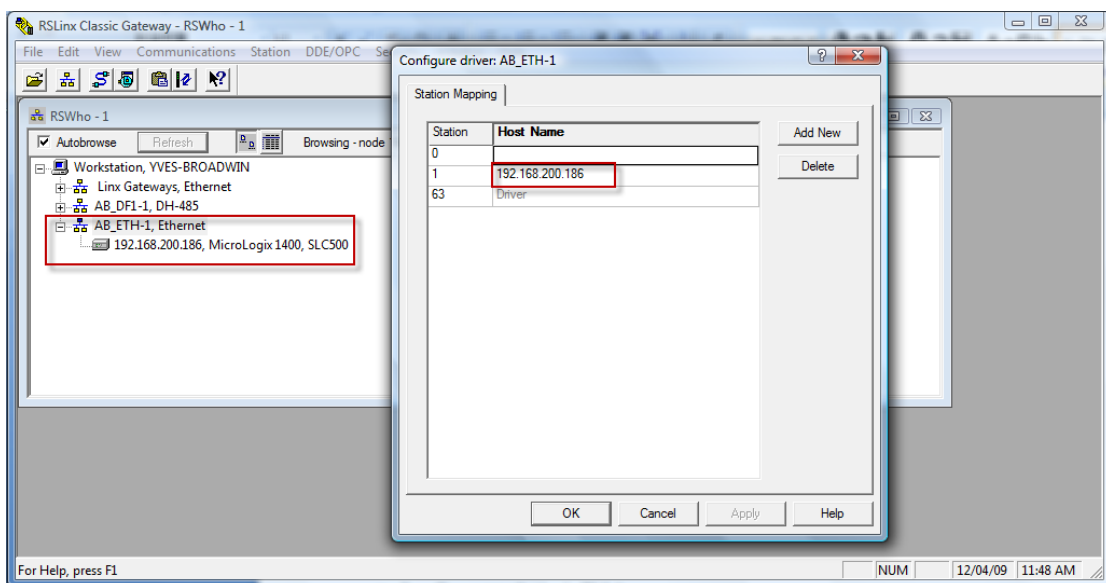 RSLinx Classic Gateway - RSWho - 1
File Edit View Communications Station DDE/OPC
RSWho - 1
Autobrowse Refresh Browsing - node
Workstation, YVES-BROADWIN
Linx Gateways, Ethernet
AB_DF1-1, DH-485
AB_ETH-1, Ethernet
192.168.200.186, MicroLogix 1400, SLC500
Configure driver: AB_ETH-1
Station Mapping
Station Host Name
0
1 192.168.200.186
63 Driver
Add New
Delete
OK Cancel Apply Help
For Help, press F1
NUM 12/04/09 11:48 AM